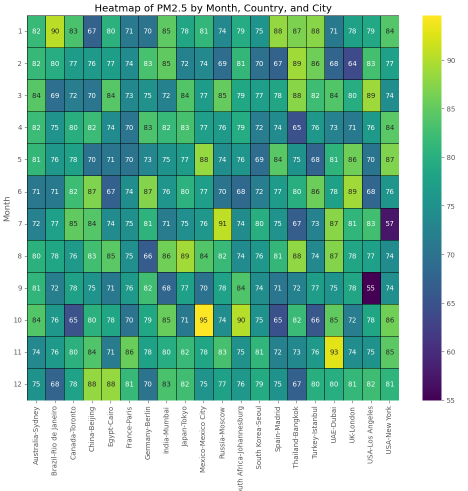 Heatmap of PM2.5 by Month, Country, and City
1 82 90 83 67 80 71 70 85 78 77 74 85 78 88 87 88 71 78 79 84
2 82 80 77 76 77 74 83 85 72 74 69 81 70 67 89 86 68 64 83 77
3 84 69 72 70 84 73 75 72 84 77 85 79 77 78 88 82 84 80 89 74
4 82 75 80 82 74 70 83 82 83 77 76 79 72 74 65 76 73 71 76 84
5 81 76 78 70 71 70 73 75 77 88 74 76 69 84 75 68 81 86 70 87
6 71 71 82 87 67 74 87 76 80 77 70 68 72 77 80 86 78 89 68 76
7 72 77 85 84 74 75 81 71 75 76 91 74 80 75 67 73 87 81 83 57
8 80 78 76 83 85 75 66 86 89 84 78 74 76 81 88 74 87 78 77 74
9 81 72 78 75 71 76 82 68 77 70 78 84 74 71 72 77 75 75 55 74
10 84 76 65 80 78 70 79 85 71 95 74 90 75 65 82 66 85 72 78 86
11 74 76 80 84 71 86 78 80 82 78 83 75 81 72 73 76 93 74 75 85
12 75 68 78 88 88 81 70 83 82 75 77 76 79 75 75 67 80 80 82 81
Month
Australia-Sydney
Brazil-Rio de Janeiro
Canada-Toronto
China-Beijing
Egypt-Cairo
France-Paris
Germany-Berlin
India-Mumbai
Japan-Tokyo
Mexico-Mexico City
Russia-Moscow
uth Africa-Johannesburg
South Korea-Seoul
Spain-Madrid
Thailand-Bangkok
Turkey-Istanbul
UAE-Dubai
UK-London
USA-Los Angeles
USA-New York
95
90
85
80
75
70
65
60
55